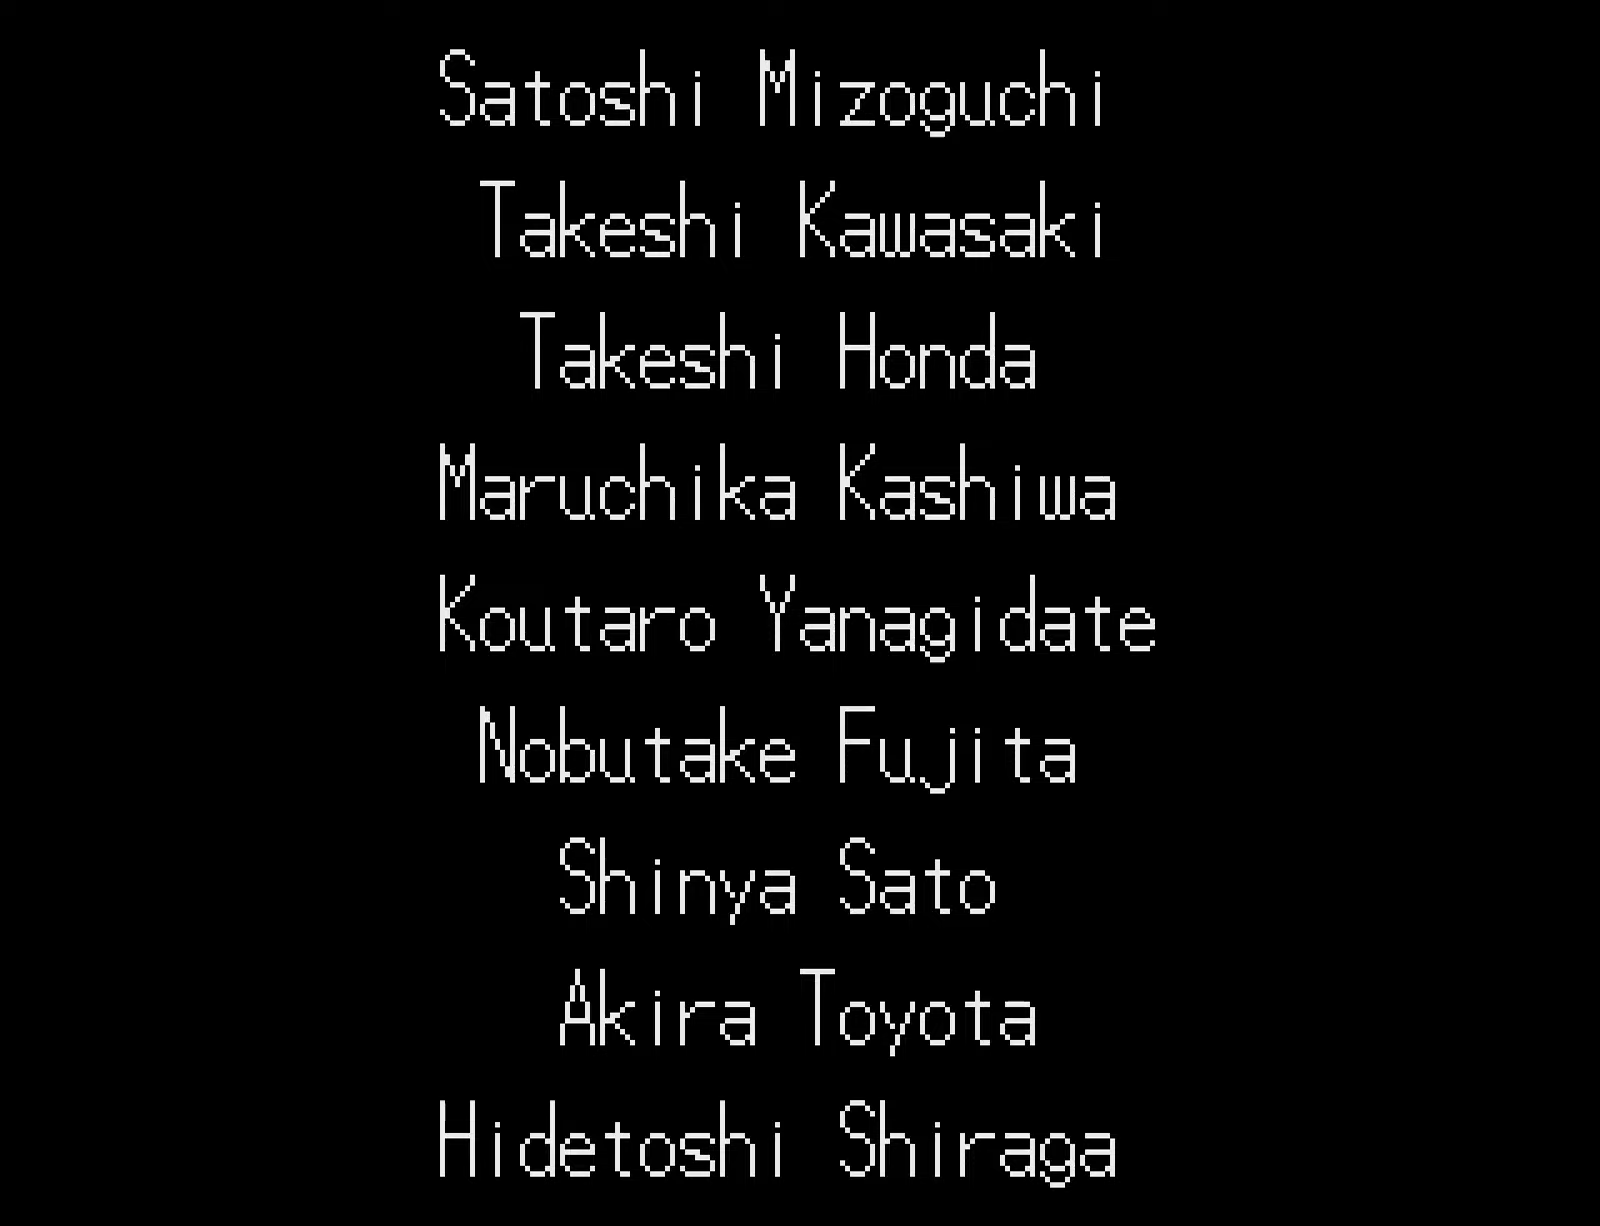 Satoshi Mizoguchi
Takeshi Kawasaki
Takeshi Honda
Maruchika Kashiwa
Koutaro Yanagidate
Nobutake Fujita
Shinya Sato
Akira Toyota
Hidetoshi Shiraga